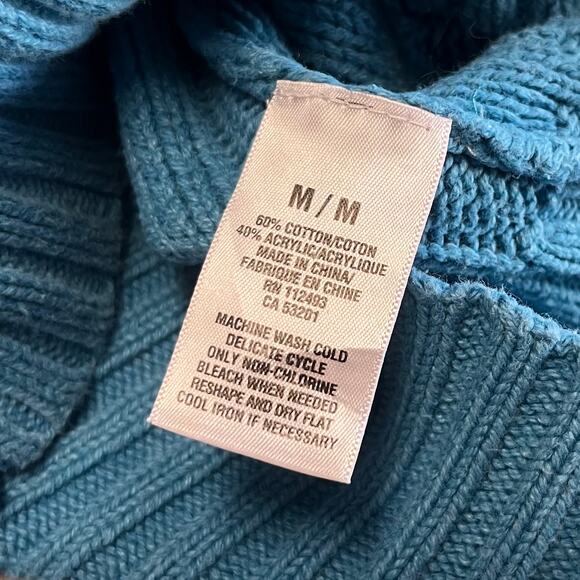 M / M
60% COTTON/COTON
40% ACRYLIC/ACRYLIQUE
MADE IN CHINA/
FABRIQUE EN CHINE
RN 112493
CA 53201
MACHINE WASH COLD
DELICATE CYCLE
ONLY NON-CHLORINE
BLEACH WHEN NEEDED
RESHAPE AND DRY FLAT
COOL IRON IF NECESSARY